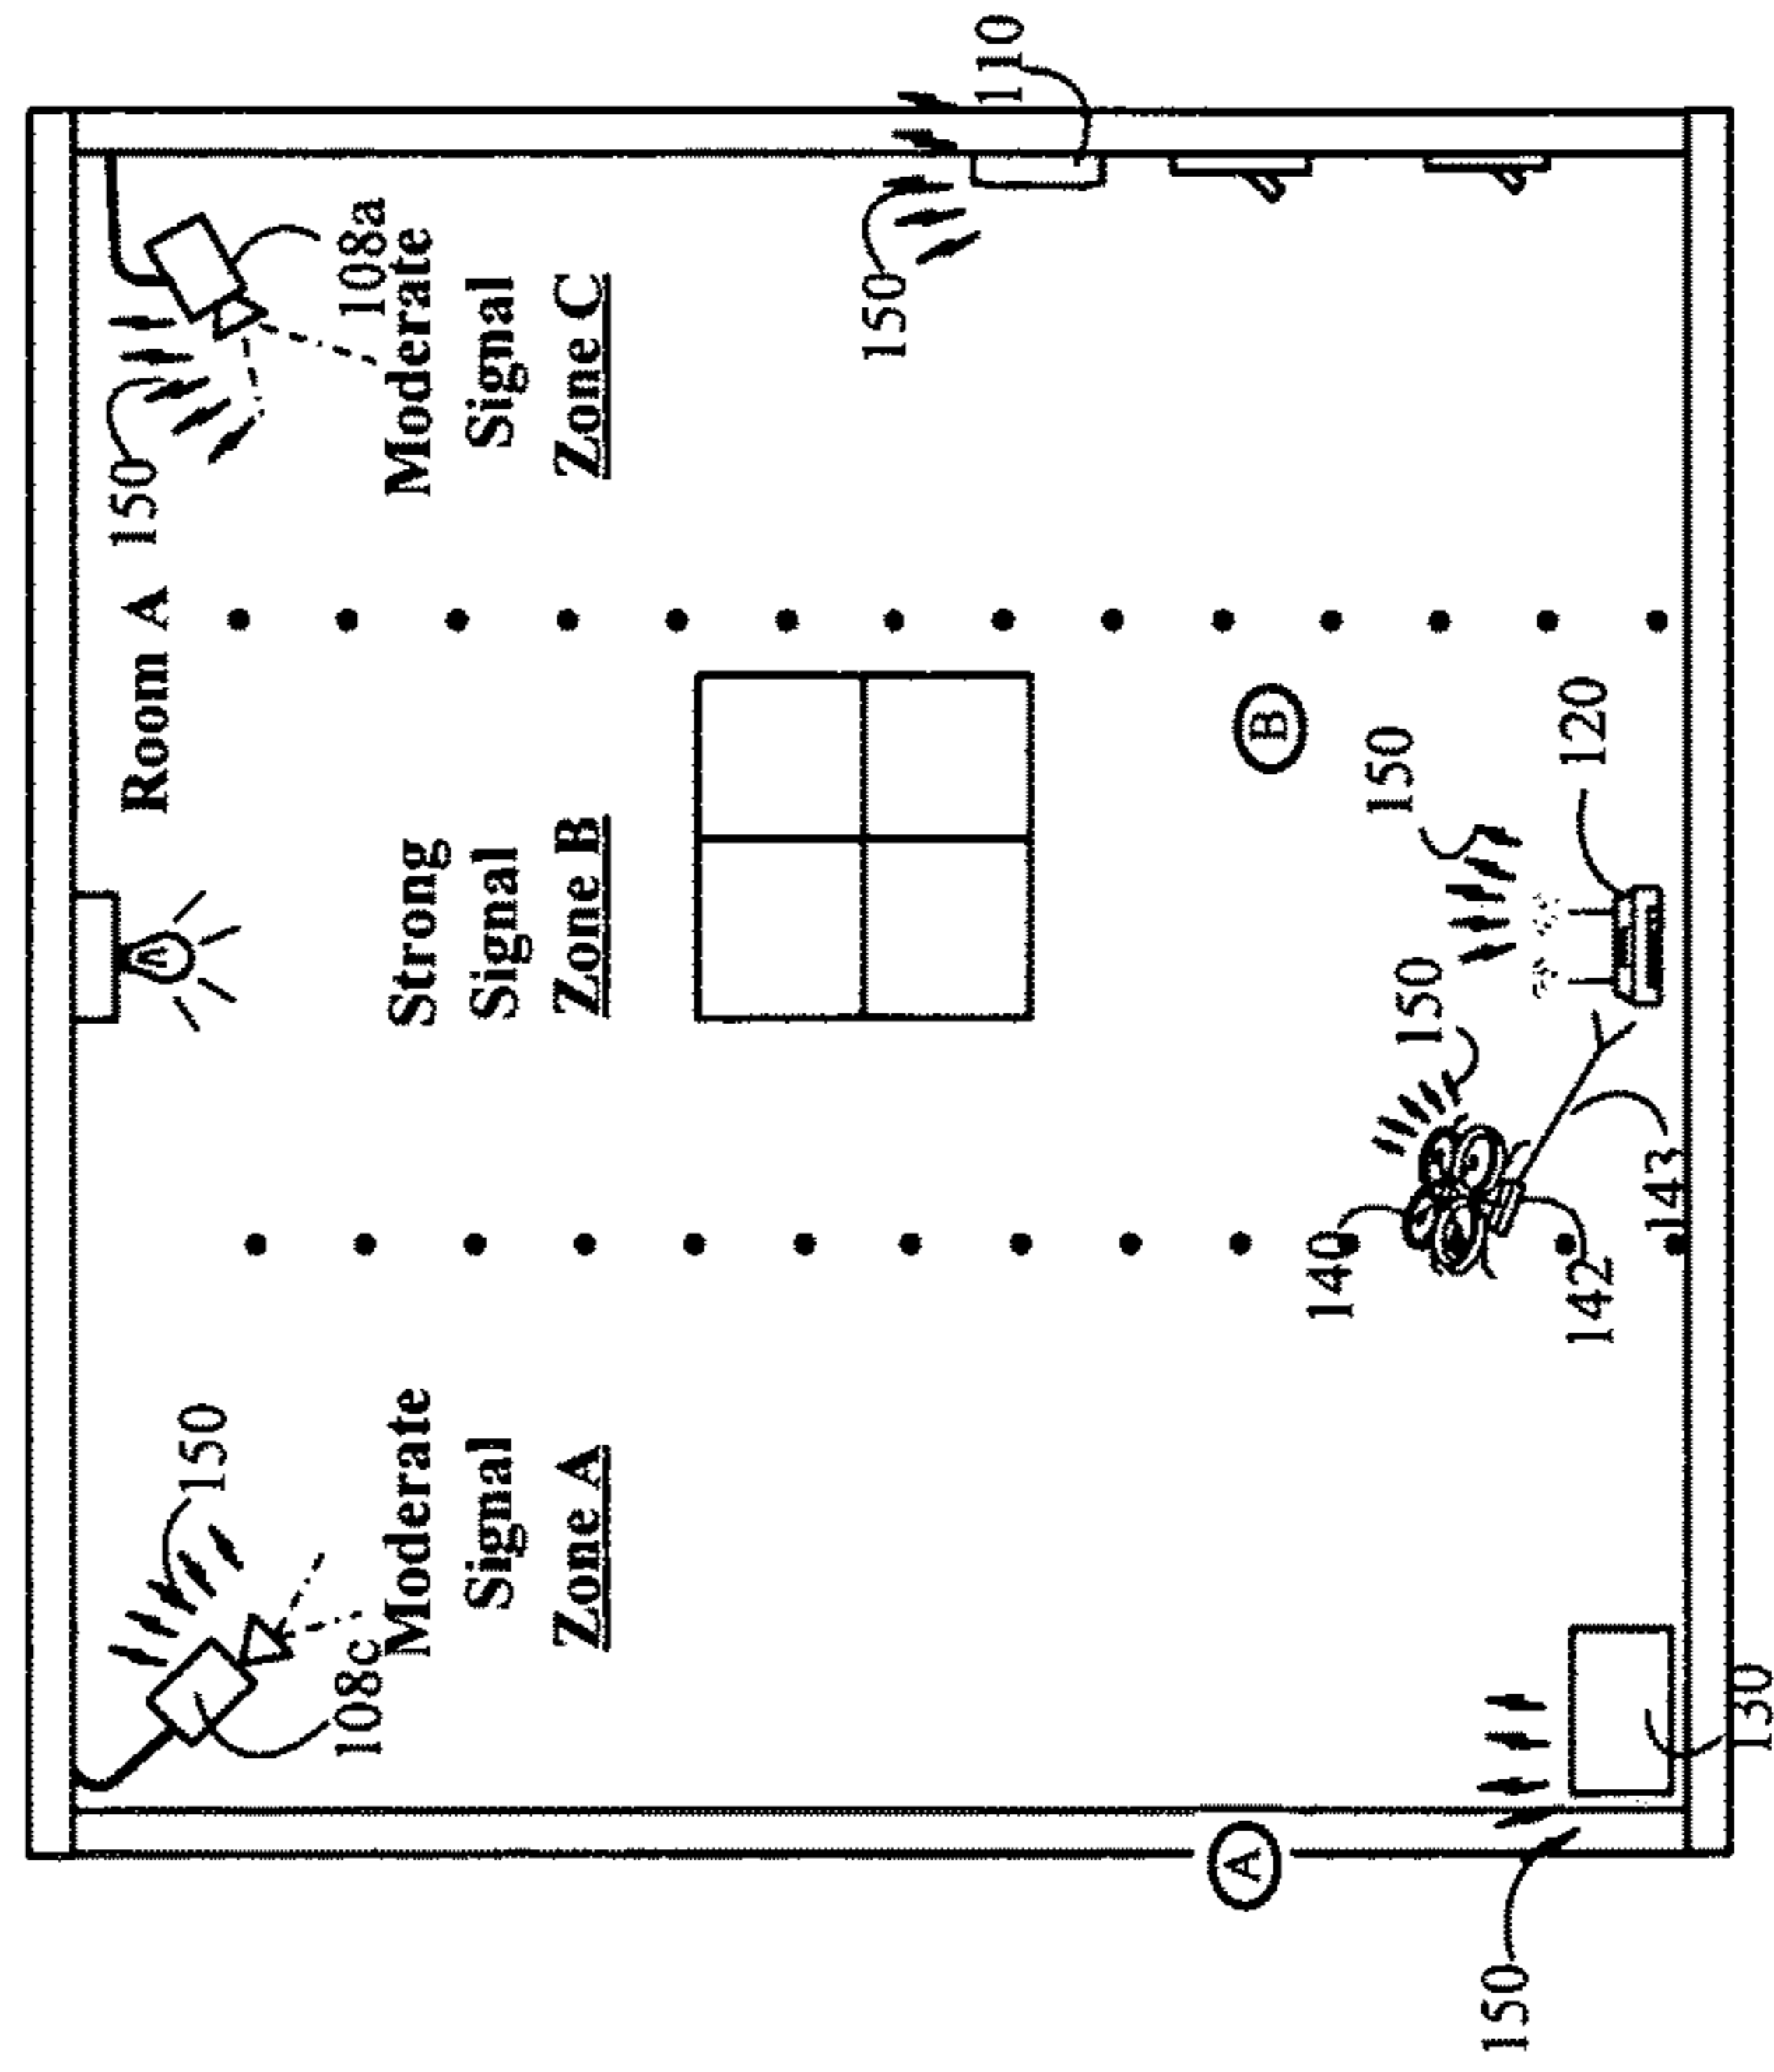 Room A
150
150
108c
108a
Moderate
Signal
Zone A
Strong
Signal
Zone B
Moderate
Signal
Zone C
150
110
A
B
140
150
150
150
142
120
143
130